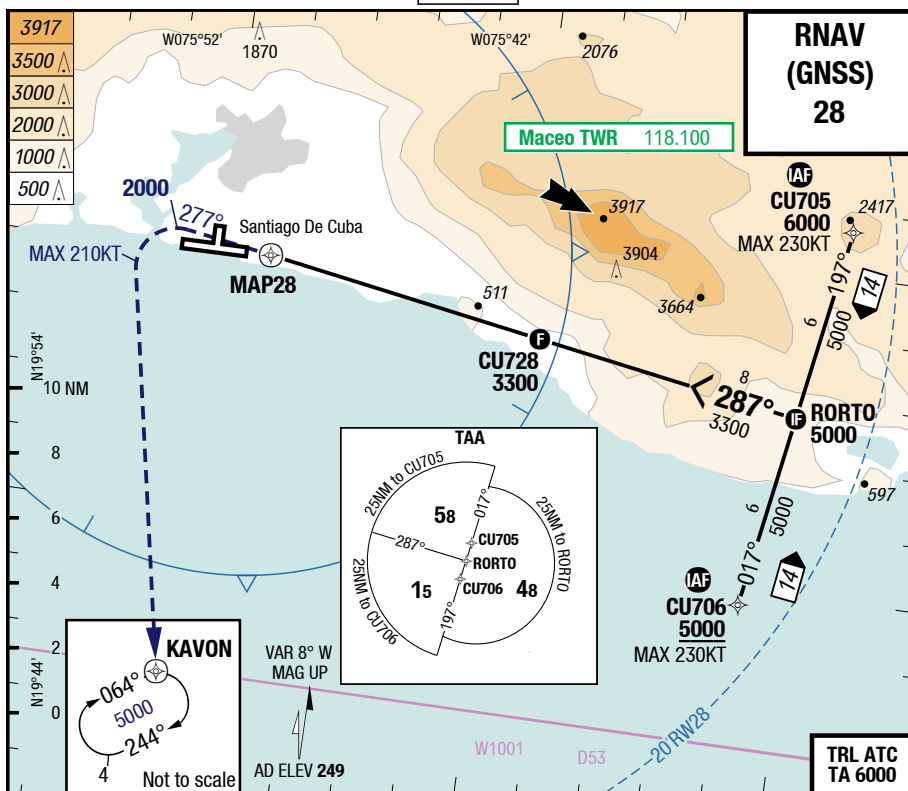 3917
3500
3000
2000
1000
500
W075°52'
1870
W075°42'
2076
RNAV
(GNSS)
28
Maceo TWR 118.100
IAF
CU705
6000
MAX 230KT
2417
2000
277°
Santiago De Cuba
MAX 210KT
MAP28
3917
3904
3664
511
197°
14
6
5000
F
CU728
3300
N19°54'
10 NM
8
6
4
2
0
N19°44'
8
287°
3300
IF
RORTO
5000
597
6
5000
017°
14
IAF
CU706
5000
MAX 230KT
TAA
25NM to CU705
25NM to RORTO
25NM to CU706
58
017°
CU705
287°
RORTO
CU706
15
48
197°
KAVON
064°
5000
244°
4
Not to scale
VAR 8° W
MAG UP
AD ELEV 249
W1001
D53
20 RW28
TRL ATC
TA 6000